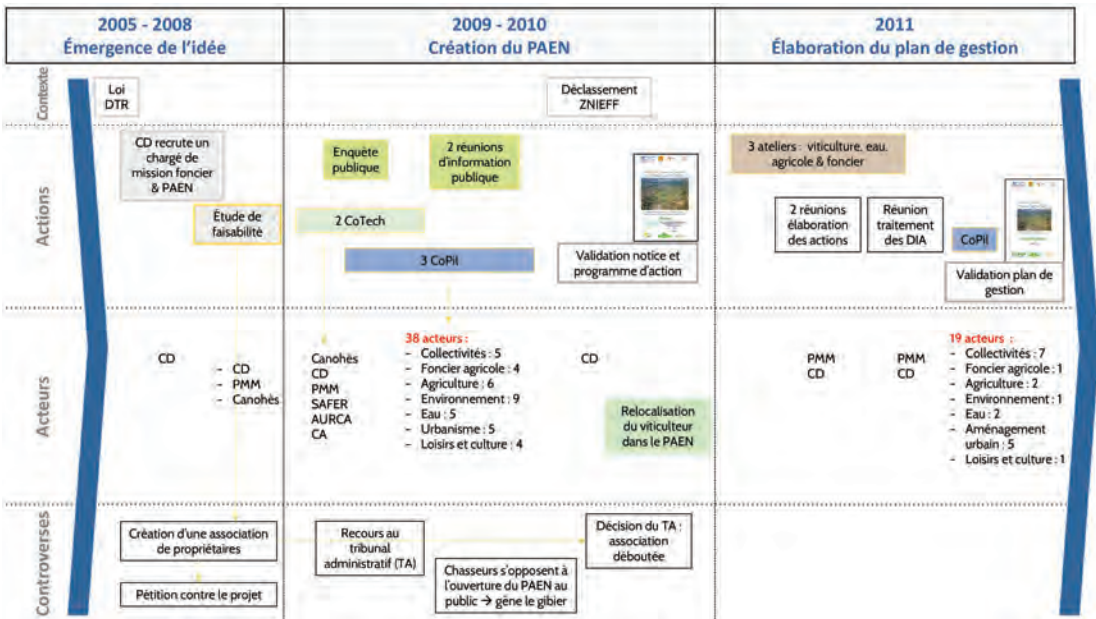 2005 - 2008
Émergence de l'idée
2009 - 2010
Création du PAEN
2011
Élaboration du plan de gestion
Contexte
Loi
DTR
Déclassement
ZNIEFF
Actions
CD recrute un
chargé de
mission foncier
& PAEN
Étude de
faisabilité
Enquête
publique
2 réunions
d'information
publique
2 CoTech
3 CoPil
Validation notice et
programme d'action
3 ateliers : viticulture, eau,
agricole & foncier
2 réunions
élaboration
des actions
Réunion
traitement
des DIA
CoPil
Validation plan de
gestion
Acteurs
CD
- CD
- PMM
- Canohès
Canohès
CD
PMM
SAFER
AURCA
CA
38 acteurs :
- Collectivités : 5
- Foncier agricole : 4
- Agriculture : 6
- Environnement : 9
- Eau : 5
- Urbanisme : 5
- Loisirs et culture : 4
CD
Relocalisation
du viticulteur
dans le PAEN
PMM
CD
PMM
CD
19 acteurs :
- Collectivités : 7
- Foncier agricole : 1
- Agriculture : 2
- Environnement : 1
- Eau : 2
- Aménagement
urbain : 5
- Loisirs et culture : 1
Controverses
Création d'une association
de propriétaires
Pétition contre le projet
Recours au
tribunal
administratif (TA)
Chasseurs s'opposent à
l'ouverture du PAEN au
public → gêne le gibier
Décision du TA :
association
déboutée